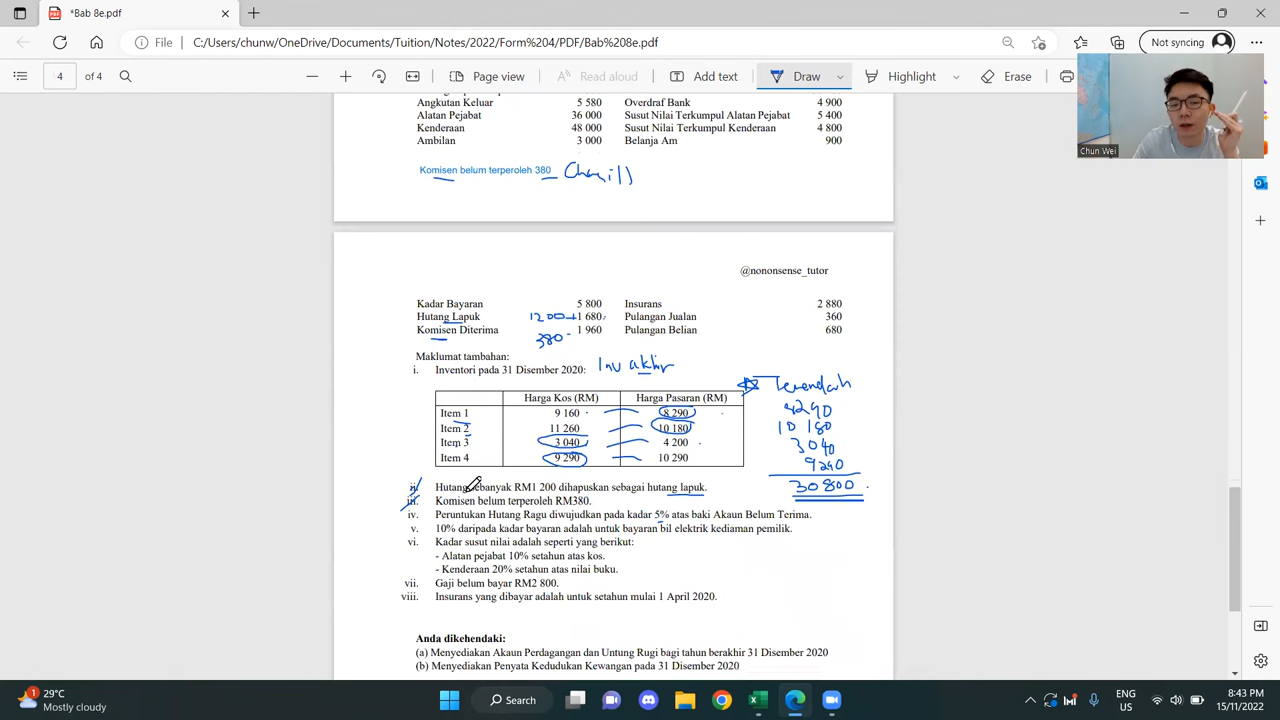 *Bab 8e.pdf
File C:/Users/chunw/OneDrive/Documents/Tuition/Notes/2022/Form%204/PDF/Bab%208e.pdf Not syncing
4 of 4 Page view Read aloud Add text Draw Highlight Erase
Chun Wei
Angkutan Keluar 5 580 Overdraf Bank 4 900
Alatan Pejabat 36 000 Susut Nilai Terkumpul Alatan Pejabat 5 400
Kenderaan 48 000 Susut Nilai Terkumpul Kenderaan 4 800
Ambilan 3 000 Belanja Am 900
Komisen belum terperoleh 380
@nononsense_tutor
Kadar Bayaran 5 800 Insurans 2 880
Hutang Lapuk 1200 + 1 680 Pulangan Jualan 360
Komisen Diterima 1 960 Pulangan Belian 680
380 -
Maklumat tambahan:
i. Inventori pada 31 Disember 2020: Inv akhir
Terendah
Harga Kos (RM) Harga Pasaran (RM)
Item 1 9 160 8 290
8290
Item 2 11 260 10 180
10 180
Item 3 3 040 4 200
3040
Item 4 9 290 10 290
9290
30800
ii. Hutang sebanyak RM1 200 dihapuskan sebagai hutang lapuk.
iii. Komisen belum terperoleh RM380.
iv. Peruntukan Hutang Ragu diwujudkan pada kadar 5% atas baki Akaun Belum Terima.
v. 10% daripada kadar bayaran adalah untuk bayaran bil elektrik kediaman pemilik.
vi. Kadar susut nilai adalah seperti yang berikut:
- Alatan pejabat 10% setahun atas kos.
- Kenderaan 20% setahun atas nilai buku.
vii. Gaji belum bayar RM2 800.
viii. Insurans yang dibayar adalah untuk setahun mulai 1 April 2020.
Anda dikehendaki:
(a) Menyediakan Akaun Perdagangan dan Untung Rugi bagi tahun berakhir 31 Disember 2020
(b) Menyediakan Penyata Kedudukan Kewangan pada 31 Disember 2020
1 29°C
Mostly cloudy
Search
ENG
US
8:43 PM
15/11/2022